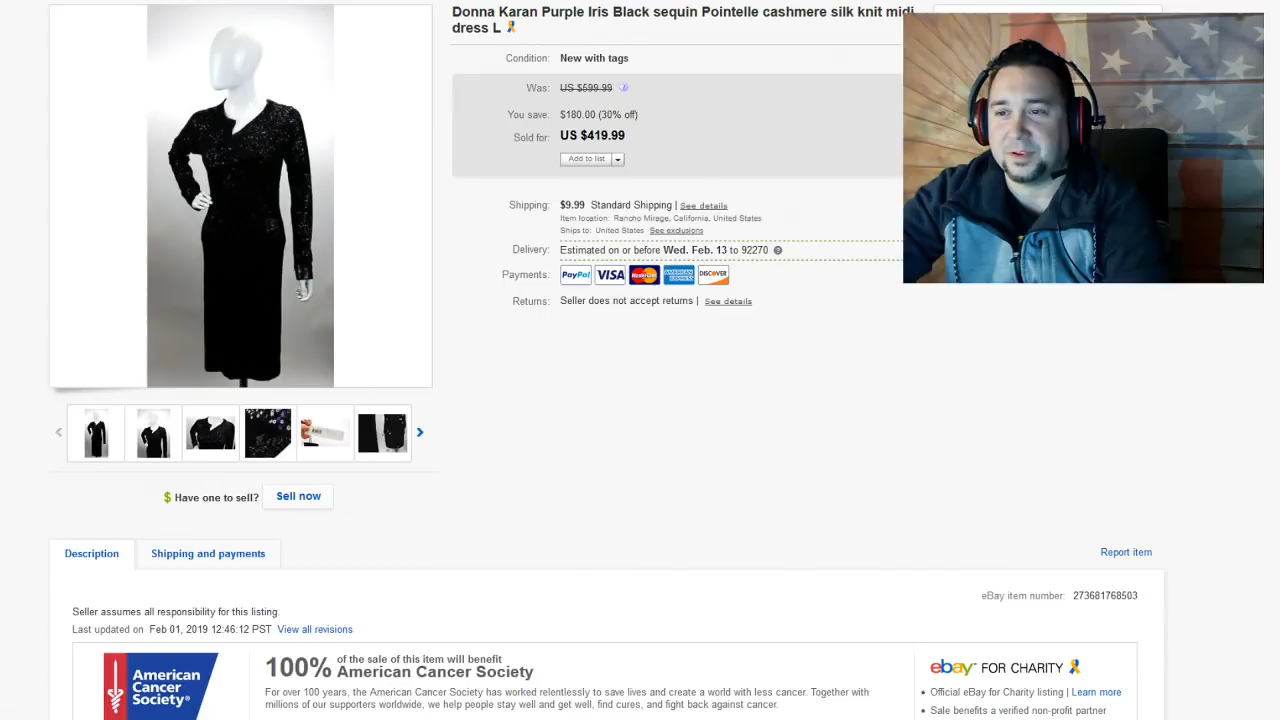 Donna Karan Purple Iris Black sequin Pointelle cashmere silk knit midi
dress L
Condition: New with tags
Was: US $599.99
You save: $180.00 (30% off)
Sold for: US $419.99
Add to list
Shipping: $9.99 Standard Shipping | See details
Item location: Rancho Mirage, California, United States
Ships to: United States See exclusions
Delivery: Estimated on or before Wed. Feb. 13 to 92270
Payments: PayPal VISA MasterCard AMERICAN EXPRESS DISCOVER
Returns: Seller does not accept returns | See details
$ Have one to sell? Sell now
Description Shipping and payments
Report item
eBay item number: 273681768503
Seller assumes all responsibility for this listing.
Last updated on Feb 01, 2019 12:46:12 PST View all revisions
American
Cancer
Society®
100% of the sale of this item will benefit
American Cancer Society
For over 100 years, the American Cancer Society has worked relentlessly to save lives and create a world with less cancer. Together with
millions of our supporters worldwide, we help people stay well and get well, find cures, and fight back against cancer.
ebay™ FOR CHARITY
• Official eBay for Charity listing | Learn more
• Sale benefits a verified non-profit partner